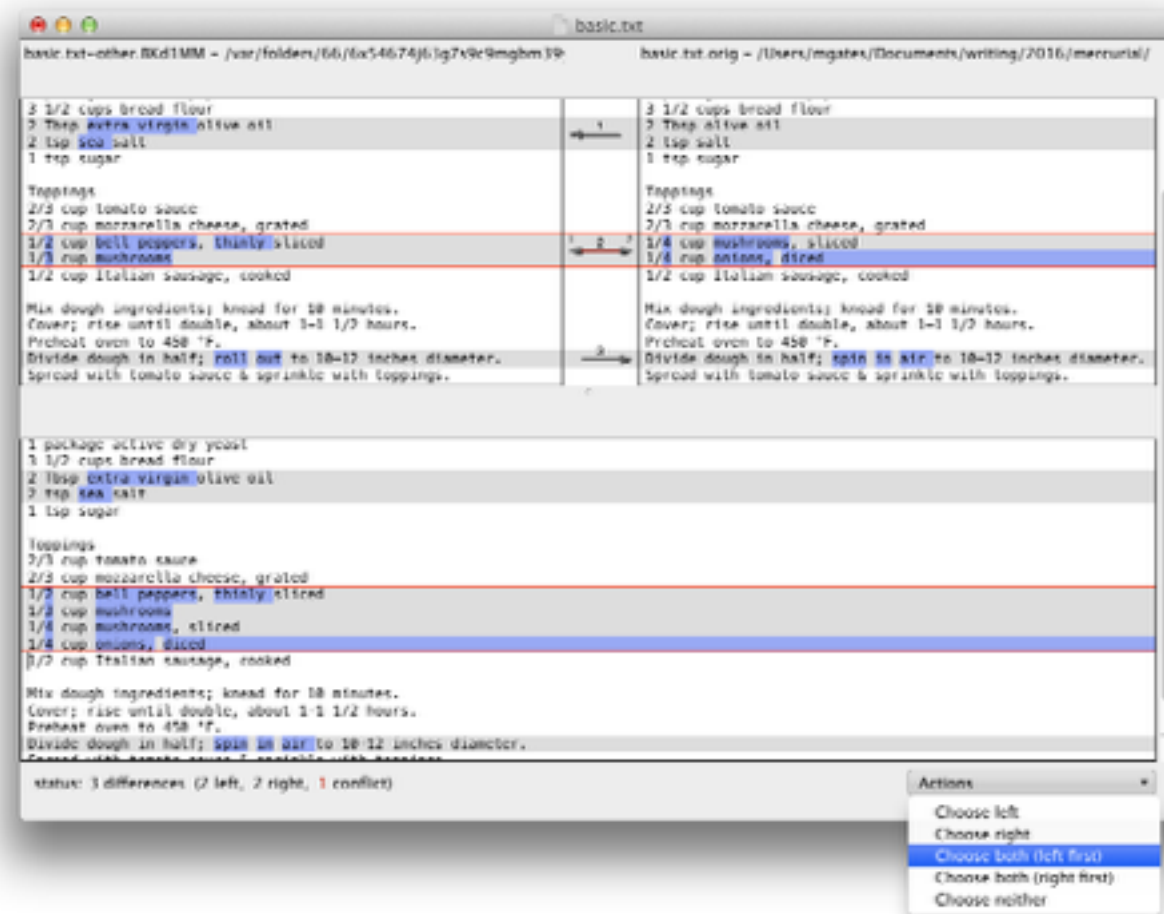 basic.txt
basic.txt~other.8Kd1MM - /var/folders/66/
basic.txt.orig - /Users/mgates/Documents/writing/2016/mercurial/
3 1/2 cups bread flour
2 Tbsp extra virgin olive oil
2 tsp sea salt
1 tsp sugar
Toppings
2/3 cup tomato sauce
2/3 cup mozzarella cheese, grated
1/2 cup bell peppers, thinly sliced
1/3 cup mushrooms
1/2 cup Italian sausage, cooked
Mix dough ingredients; knead for 10 minutes.
Cover; rise until double, about 1-1 1/2 hours.
Preheat oven to 450 °F.
Divide dough in half; roll out to 10-12 inches diameter.
Spread with tomato sauce & sprinkle with toppings.
1
2
3
3 1/2 cups bread flour
2 Tbsp olive oil
2 tsp salt
1 tsp sugar
Toppings
2/3 cup tomato sauce
2/3 cup mozzarella cheese, grated
1/4 cup mushrooms, sliced
1/4 cup onions, diced
1/2 cup Italian sausage, cooked
Mix dough ingredients; knead for 10 minutes.
Cover; rise until double, about 1-1 1/2 hours.
Preheat oven to 450 °F.
Divide dough in half; spin in air to 10-12 inches diameter.
Spread with tomato sauce & sprinkle with toppings.
1 package active dry yeast
3 1/2 cups bread flour
2 Tbsp extra virgin olive oil
2 tsp sea salt
1 tsp sugar
Toppings
2/3 cup tomato sauce
2/3 cup mozzarella cheese, grated
1/2 cup bell peppers, thinly sliced
1/3 cup mushrooms
1/4 cup mushrooms, sliced
1/4 cup onions, diced
1/2 cup Italian sausage, cooked
Mix dough ingredients; knead for 10 minutes.
Cover; rise until double, about 1-1 1/2 hours.
Preheat oven to 450 °F.
Divide dough in half; spin in air to 10-12 inches diameter.
Spread with tomato sauce & sprinkle with toppings.
status: 3 differences (2 left, 2 right, 1 conflict)
Actions
Choose left
Choose right
Choose both (left first)
Choose both (right first)
Choose neither